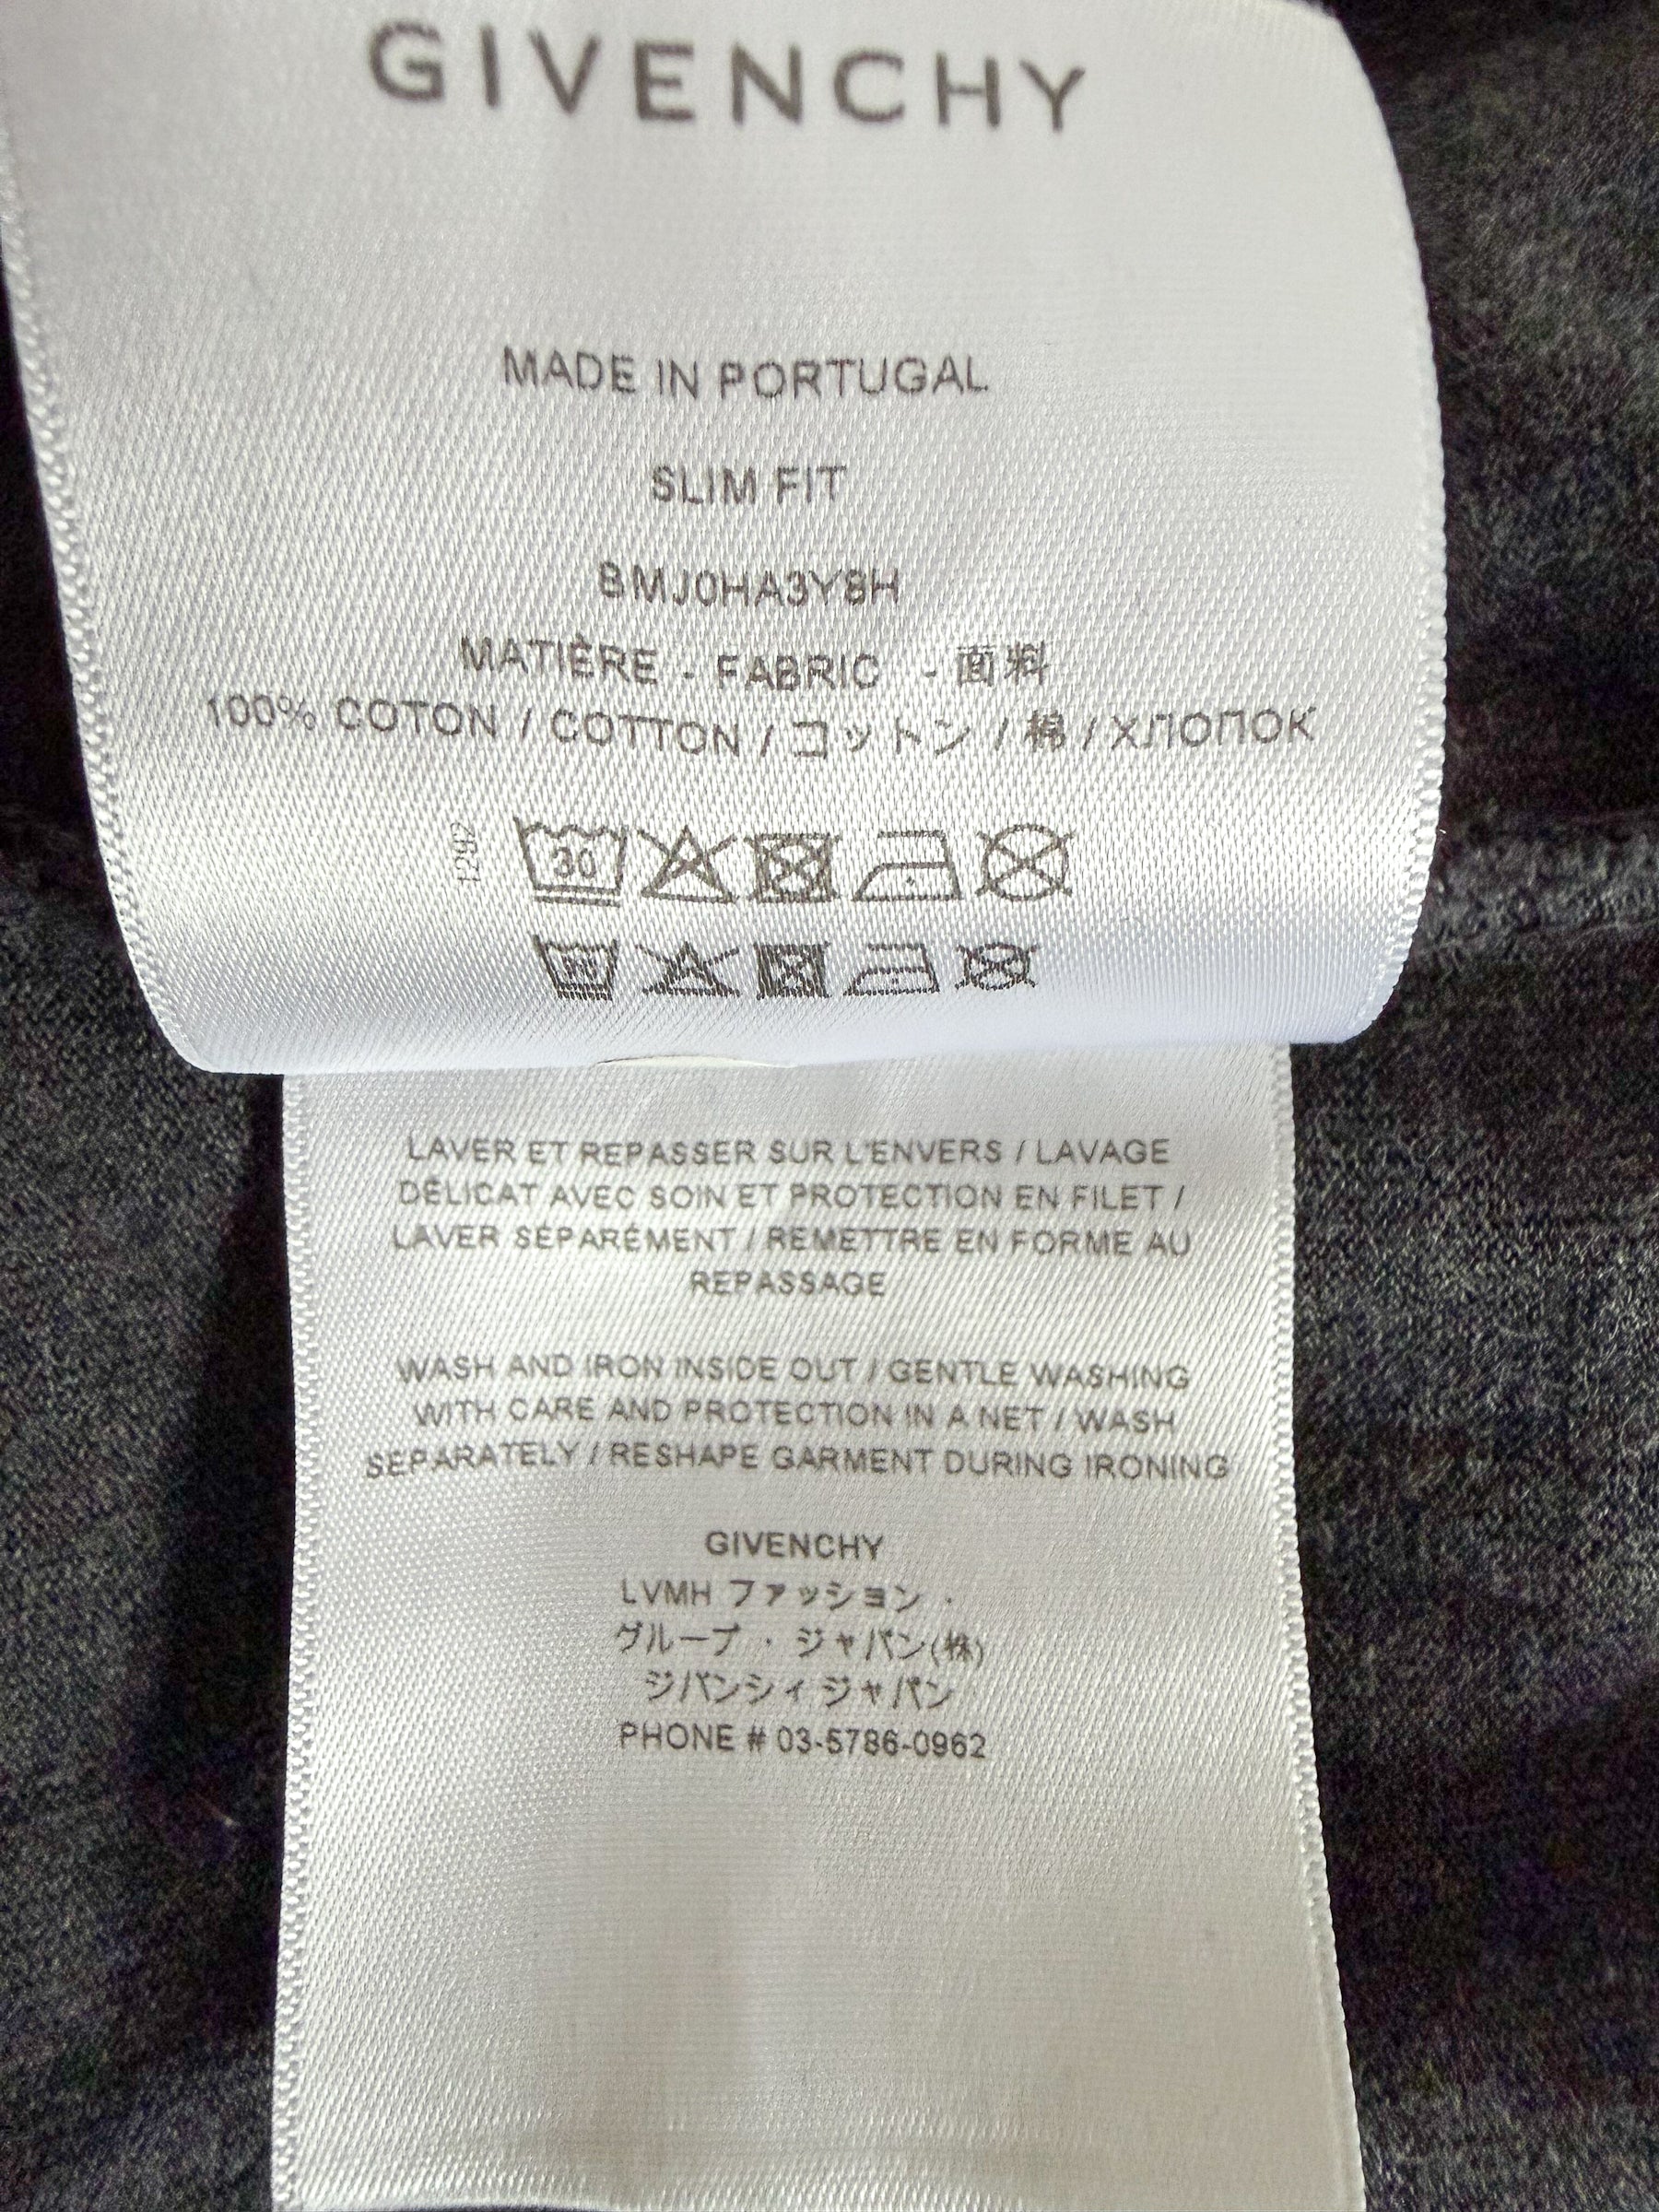 GIVENCHY
MADE IN PORTUGAL
SLIM FIT
BMJ0HA3Y8H
MATIÈRE - FABRIC - 面料
100% COTON / COTTON / コットン / 棉 / ХЛОПОК
1292
30
LAVER ET REPASSER SUR L'ENVERS / LAVAGE
DÉLICAT AVEC SOIN ET PROTECTION EN FILET /
LAVER SÉPARÉMENT / REMETTRE EN FORME AU
REPASSAGE
WASH AND IRON INSIDE OUT / GENTLE WASHING
WITH CARE AND PROTECTION IN A NET / WASH
SEPARATELY / RESHAPE GARMENT DURING IRONING
GIVENCHY
LVMH ファッション ·
グループ · ジャパン(株)
ジバンシィ ジャパン
PHONE # 03-5786-0962